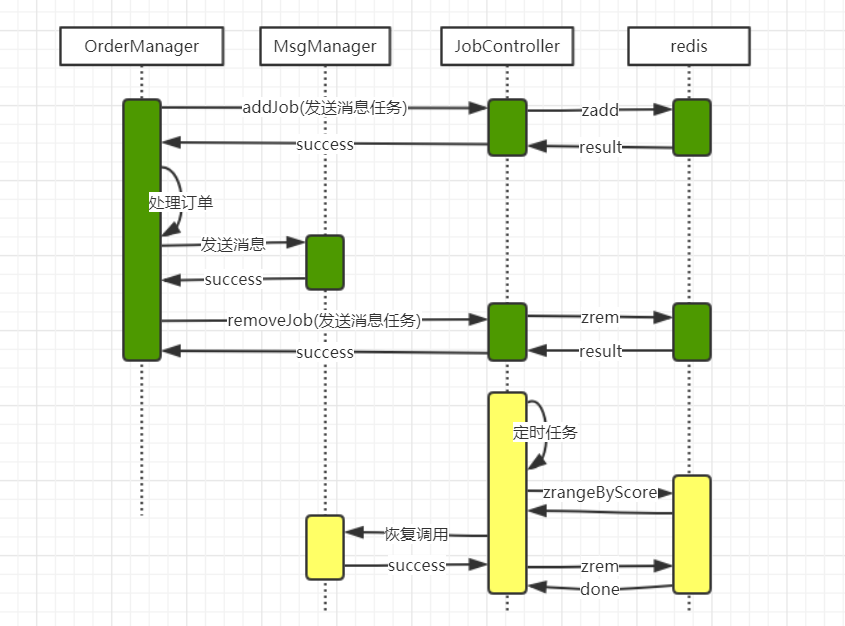 OrderManager
MsgManager
JobController
redis
addJob(发送消息任务)
zadd
success
result
处理订单
发送消息
success
removeJob(发送消息任务)
zrem
success
result
定时任务
zrangeByScore
恢复调用
success
zrem
done